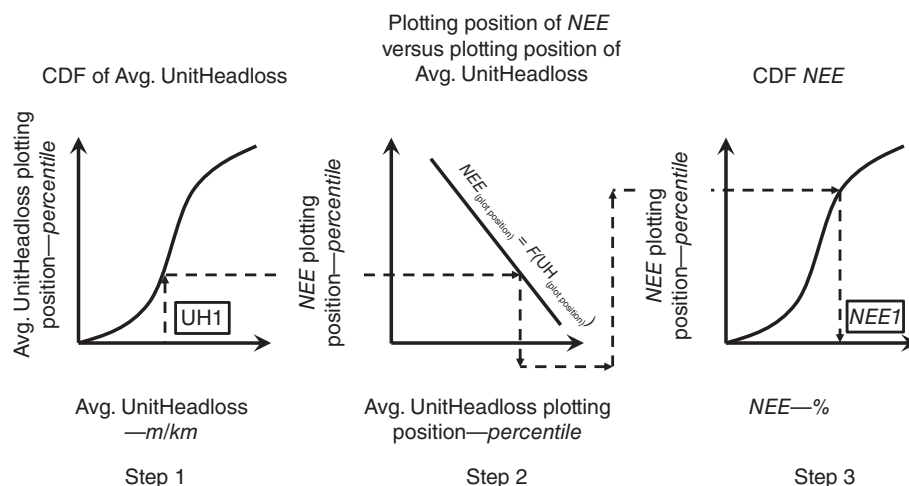 CDF of Avg. UnitHeadloss
Avg. UnitHeadloss plotting
position—percentile
UH1
Avg. UnitHeadloss
—m/km
Step 1
Plotting position of NEE
versus plotting position of
Avg. UnitHeadloss
NEE plotting
position—percentile
NEE(plot position) = F(UH(plot position))
Avg. UnitHeadloss plotting
position—percentile
Step 2
CDF NEE
NEE plotting
position—percentile
NEE1
NEE—%
Step 3